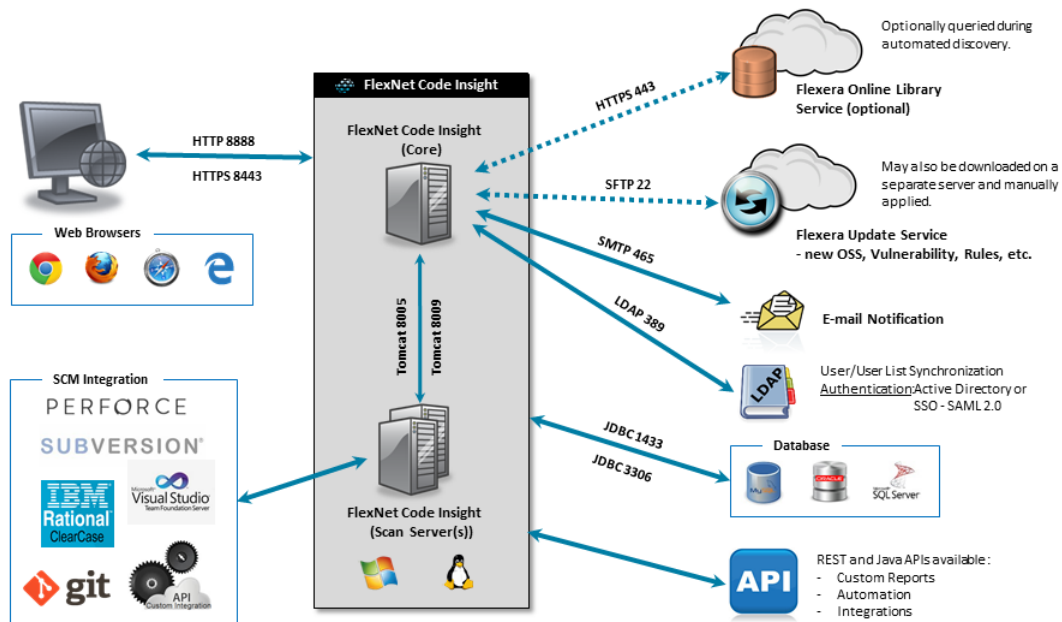 FlexNet Code Insight
FlexNet Code Insight
(Core)
HTTP 8888
HTTPS 8443
Web Browsers
HTTPS 443
Optionally queried during
automated discovery.
Flexera Online Library
Service (optional)
SFTP 22
May also be downloaded on a
separate server and manually
applied.
Flexera Update Service
- new OSS, Vulnerability, Rules, etc.
SMTP 465
E-mail Notification
LDAP 389
LDAP
User/User List Synchronization
Authentication:Active Directory or
SSO - SAML 2.0
Tomcat 8005
Tomcat 8009
SCM Integration
PERFORCE
SUBVERSION®
IBM
Rational
ClearCase
Microsoft
Visual Studio
Team Foundation Server
git
API
Custom Integration
FlexNet Code Insight
(Scan Server(s))
JDBC 1433
JDBC 3306
Database
MySQL
ORACLE
Microsoft
SQL Server
API
REST and Java APIs available:
- Custom Reports
- Automation
- Integrations